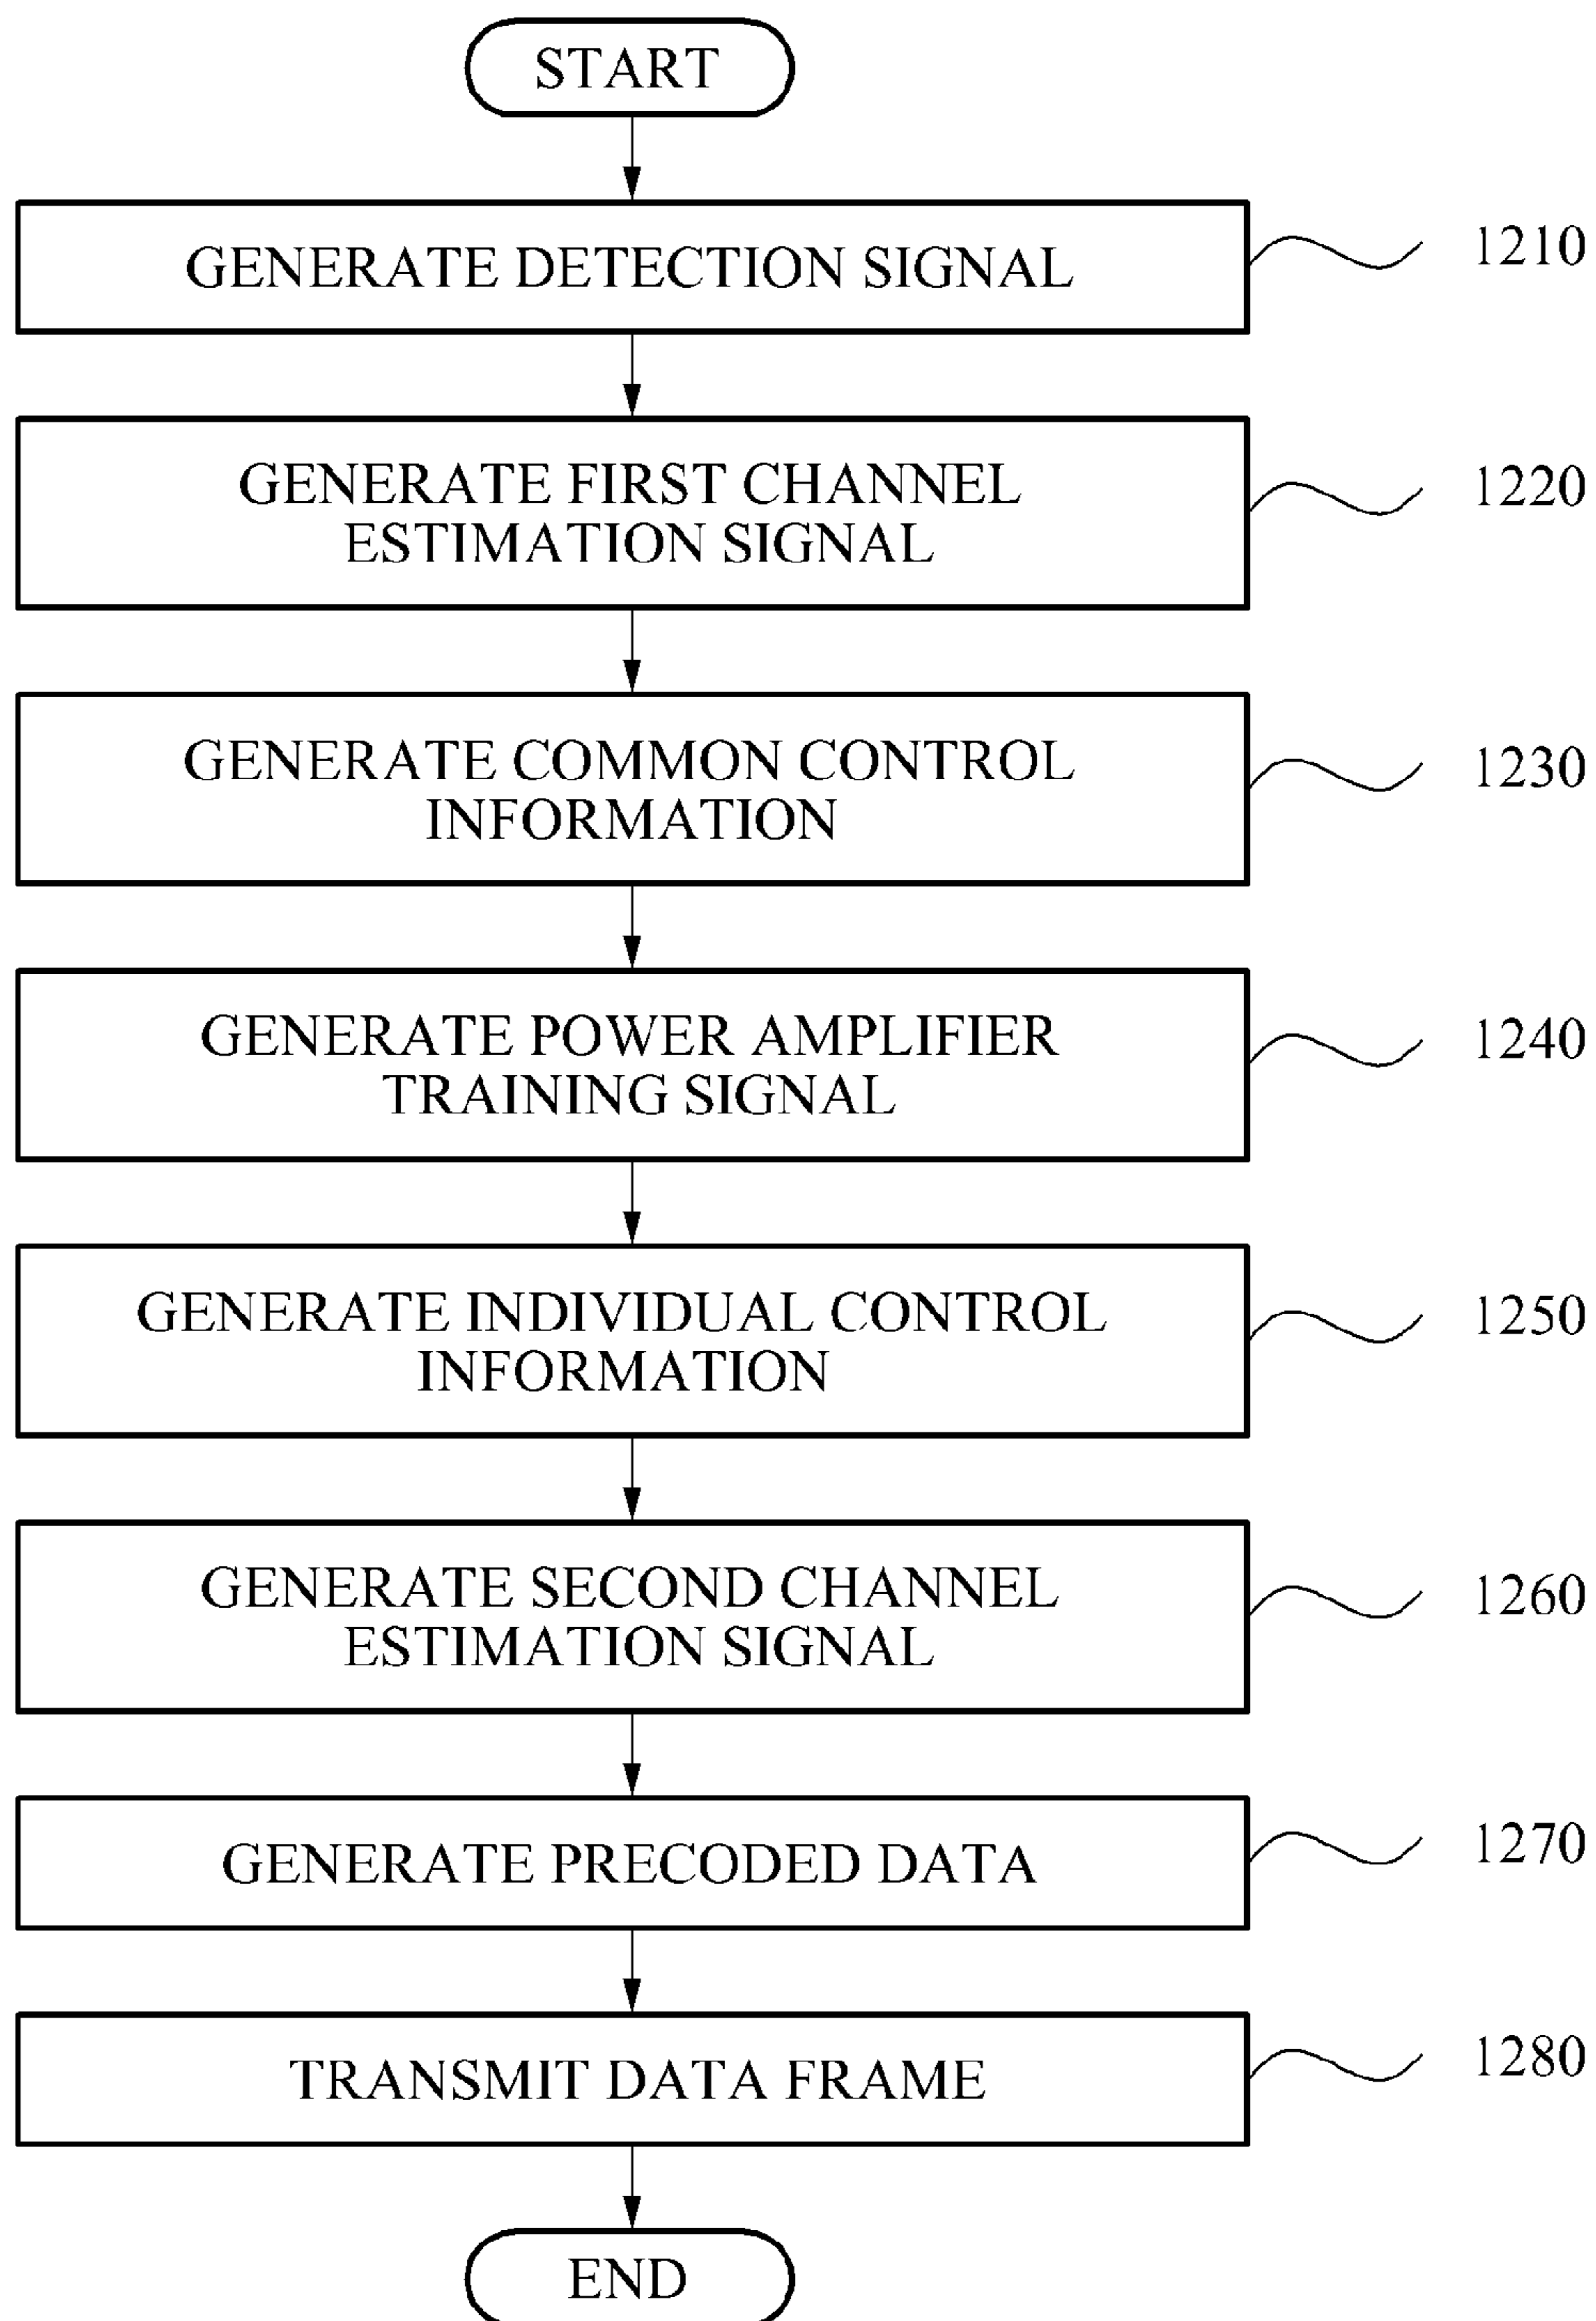 START
GENERATE DETECTION SIGNAL
1210
GENERATE FIRST CHANNEL
ESTIMATION SIGNAL
1220
GENERATE COMMON CONTROL
INFORMATION
1230
GENERATE POWER AMPLIFIER
TRAINING SIGNAL
1240
GENERATE INDIVIDUAL CONTROL
INFORMATION
1250
GENERATE SECOND CHANNEL
ESTIMATION SIGNAL
1260
GENERATE PRECODED DATA
1270
TRANSMIT DATA FRAME
1280
END